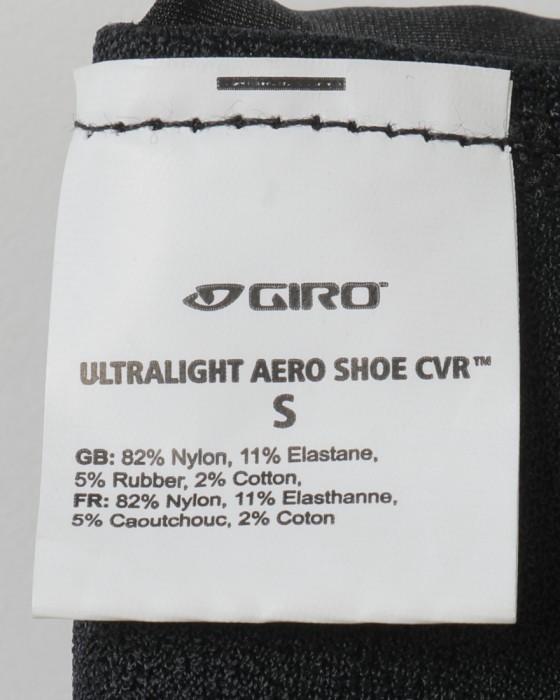 GIRO
ULTRALIGHT AERO SHOE CVR™
S
GB: 82% Nylon, 11% Elastane,
5% Rubber, 2% Cotton,
FR: 82% Nylon, 11% Elasthanne,
5% Caoutchouc, 2% Coton